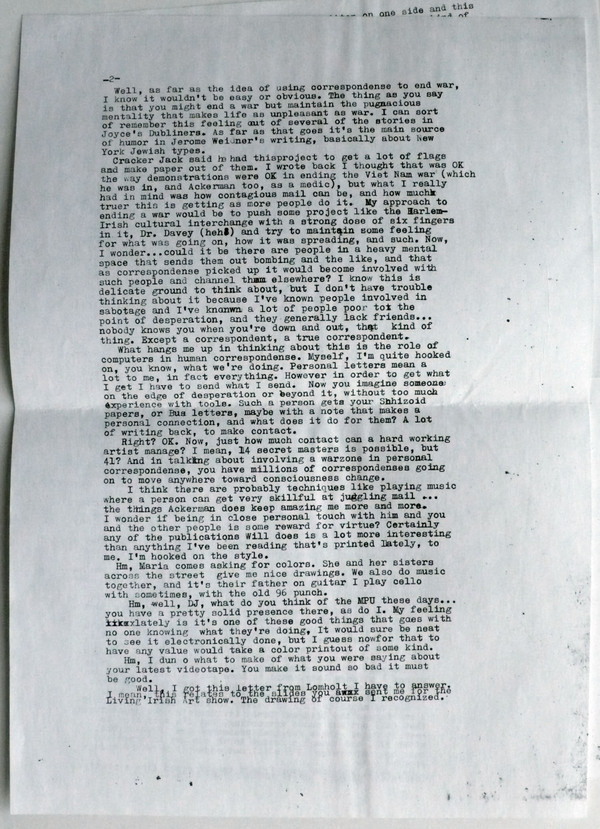 on one side and this
kind of
-2-
Well, as far as the idea of using correspondense to end war,
I know it wouldn't be easy or obvious. The thing as you say
is that you might end a war but maintain the pugnacious
mentality that makes life as unpleasant as war. I can sort
of remember this feeling out of several of the stories in
Joyce's Dubliners. As far as that goes it's the main source
of humor in Jerome Weidner's writing, basically about New
York Jewish types.
Cracker Jack said he had thisproject to get a lot of flags
and make paper out of them. I wrote back I thought that was OK
the way demonstrations were OK in ending the Viet Nam war (which
he was in, and Ackerman too, as a medic), but what I really
had in mind was how contagious mail can be, and how much
truer this is getting as more people do it. My approach to
ending a war would be to push some project like the Harlem-
Irish cultural interchange with a strong dose of six fingers
in it, Dr. Davey (heh!) and try to maintain some feeling
for what was going on, how it was spreading, and such. Now,
I wonder...could it be there are people in a heavy mental
space that sends them out bombing and the like, and that
as correspondense picked up it would become involved with
such people and channel them elsewhere? I know this is
delicate ground to think about, but I don't have trouble
thinking about it because I've known people involved in
sabotage and I've known a lot of people poor to the
point of desperation, and they generally lack friends...
nobody knows you when you're down and out, that kind of
thing. Except a correspondent, a true correspondent.
What hangs me up in thinking about this is the role of
computers in human correspondense. Myself, I'm quite hooked
on, you know, what we're doing. Personal letters mean a
lot to me, in fact everything. However in order to get what
I get I have to send what I send. Now you imagine someone
on the edge of desperation or beyond it, without too much
experience with tools. Such a person gets your Shhizoid
papers, or Bus letters, maybe with a note that makes a
personal connection, and what does it do for them? A lot
of writing back, to make contact.
Right? OK. Now, just how much contact can a hard working
artist manage? I mean, 14 secret masters is possible, but
41? And in talking about involving a warzone in personal
correspondense, you have millions of correspondenses going
on to move anywhere toward consciousness change.
I think there are probably techniques like playing music
where a person can get very skillful at juggling mail ...
the things Ackerman does keep amazing me more and more.
I wonder if being in close personal touch with him and you
and the other people is some reward for virtue? Certainly
any of the publications Will does is a lot more interesting
than anything I've been reading that's printed lately, to
me. I'm hooked on the style.
Hm, Maria comes asking for colors. She and her sisters
across the street give me nice drawings. We also do music
together, and it's their father on guitar I play cello
with sometimes, with the old 96 punch.
Hm, well, DJ, what do you think of the MPU these days...
you have a pretty solid presence there, as do I. My feeling
lately is it's one of these good things that goes with
no one knowing what they're doing, It would sure be neat
to see it electronically done, but I guess nowfor that to
have any value would take a color printout of some kind.
Hm, I dun o what to make of what you were saying about
your latest videotape. You make it sound so bad it must
be good.
Well, I got this letter from Lomholt I have to answer.
I mean, this relates to the slides you sent me for the
Living Irish Art show. The drawing of course I recognized.